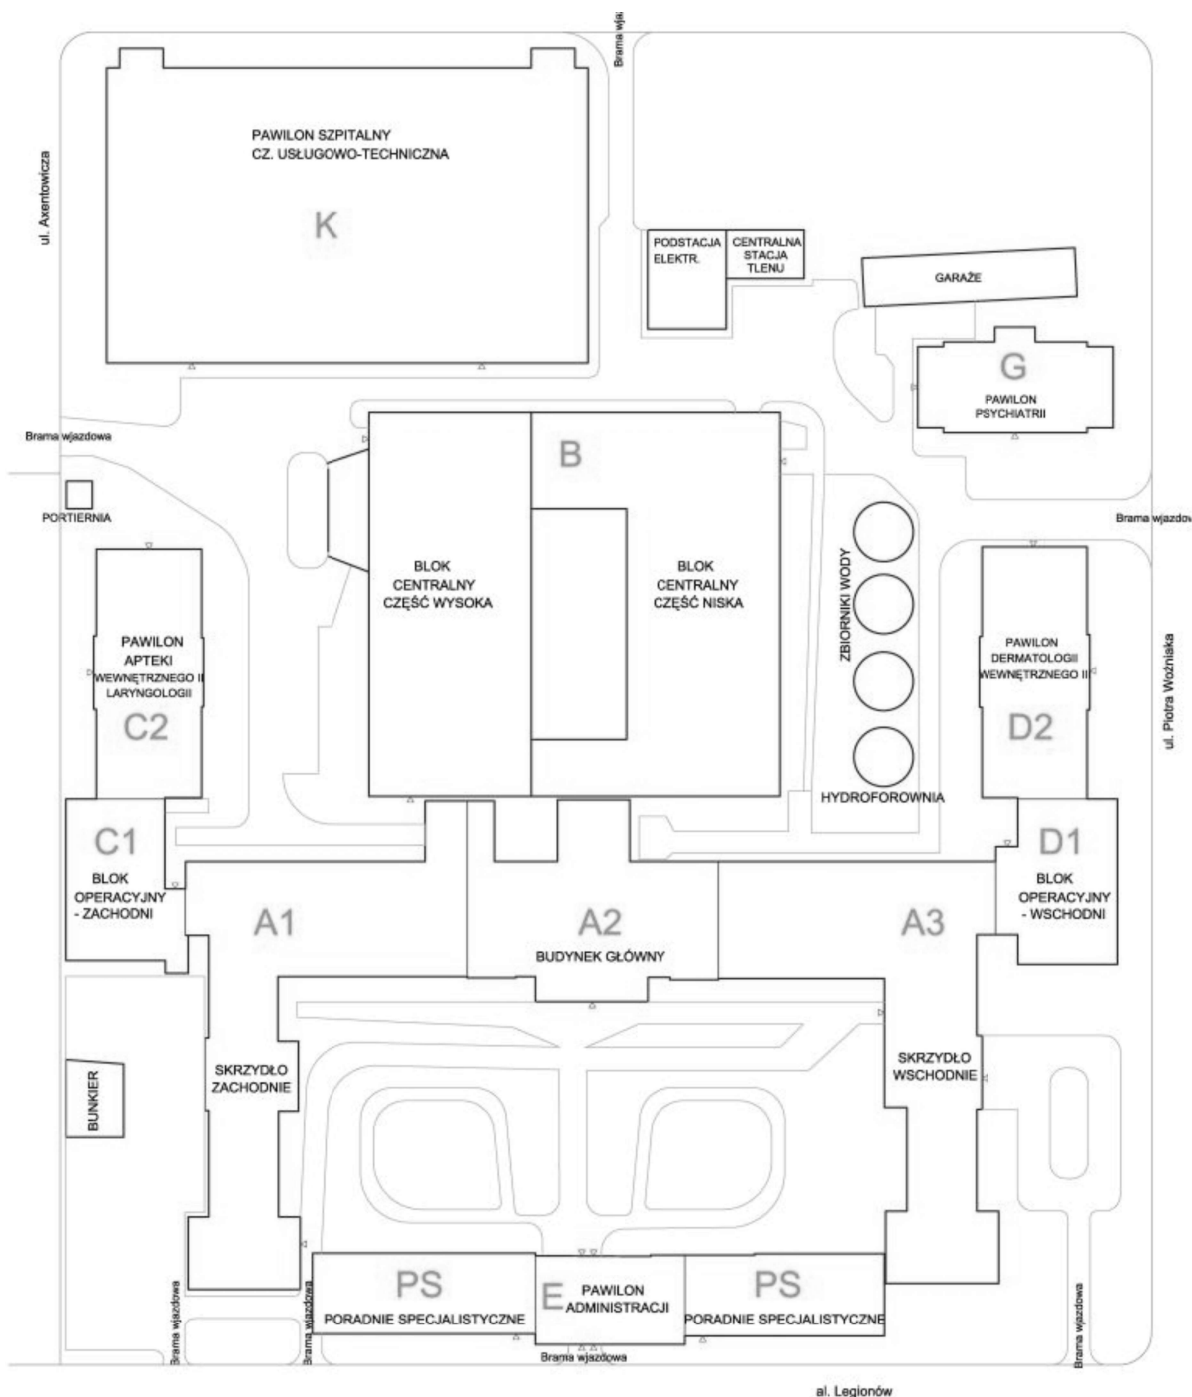 Brama wja
PAWILON SZPITALNY
CZ. USŁUGOWO-TECHNICZNA
K
ul. Axentowicza
PODSTACJA
ELEKTR.
CENTRALNA
STACJA
TLENU
GARAŻE
G
PAWILON
PSYCHIATRII
Brama wjazdowa
B
PORTIERNIA
Brama wjazdow
BLOK
CENTRALNY
CZĘŚĆ WYSOKA
BLOK
CENTRALNY
CZĘŚĆ NISKA
ZBIORNIKI WODY
PAWILON
APTEKI
WEWNĘTRZNEGO II
LARYNGOLOGII
C2
PAWILON
DERMATOLOGII
WEWNĘTRZNEGO II
D2
ul. Piotra Woźniaka
HYDROFOROWNIA
C1
BLOK
OPERACYJNY
- ZACHODNI
D1
BLOK
OPERACYJNY
- WSCHODNI
A1
A2
A3
BUDYNEK GŁÓWNY
SKRZYDŁO
ZACHODNIE
SKRZYDŁO
WSCHODNIE
BUNKIER
PS
PORADNIE SPECJALISTYCZNE
E
PAWILON
ADMINISTRACJI
PS
PORADNIE SPECJALISTYCZNE
Brama wjazdowa
Brama wjazdowa
Brama wjazdowa
Brama wjazdowa
al. Legionów